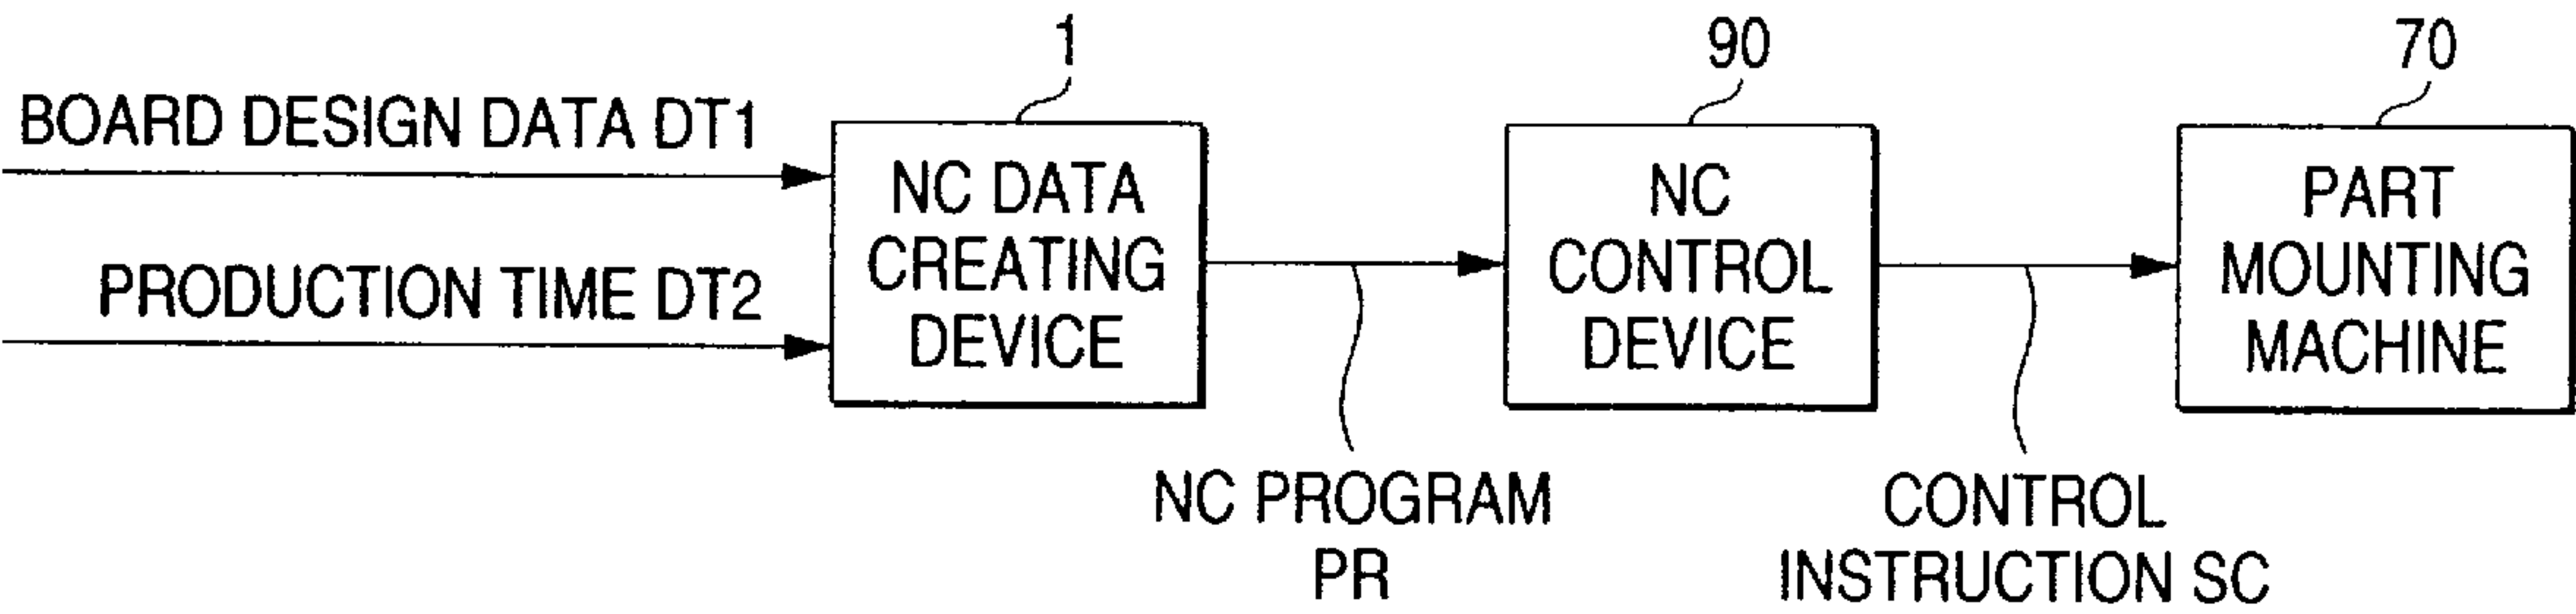 1
90
70
BOARD DESIGN DATA DT1
PRODUCTION TIME DT2
NC DATA
CREATING
DEVICE
NC
CONTROL
DEVICE
PART
MOUNTING
MACHINE
NC PROGRAM
PR
CONTROL
INSTRUCTION SC